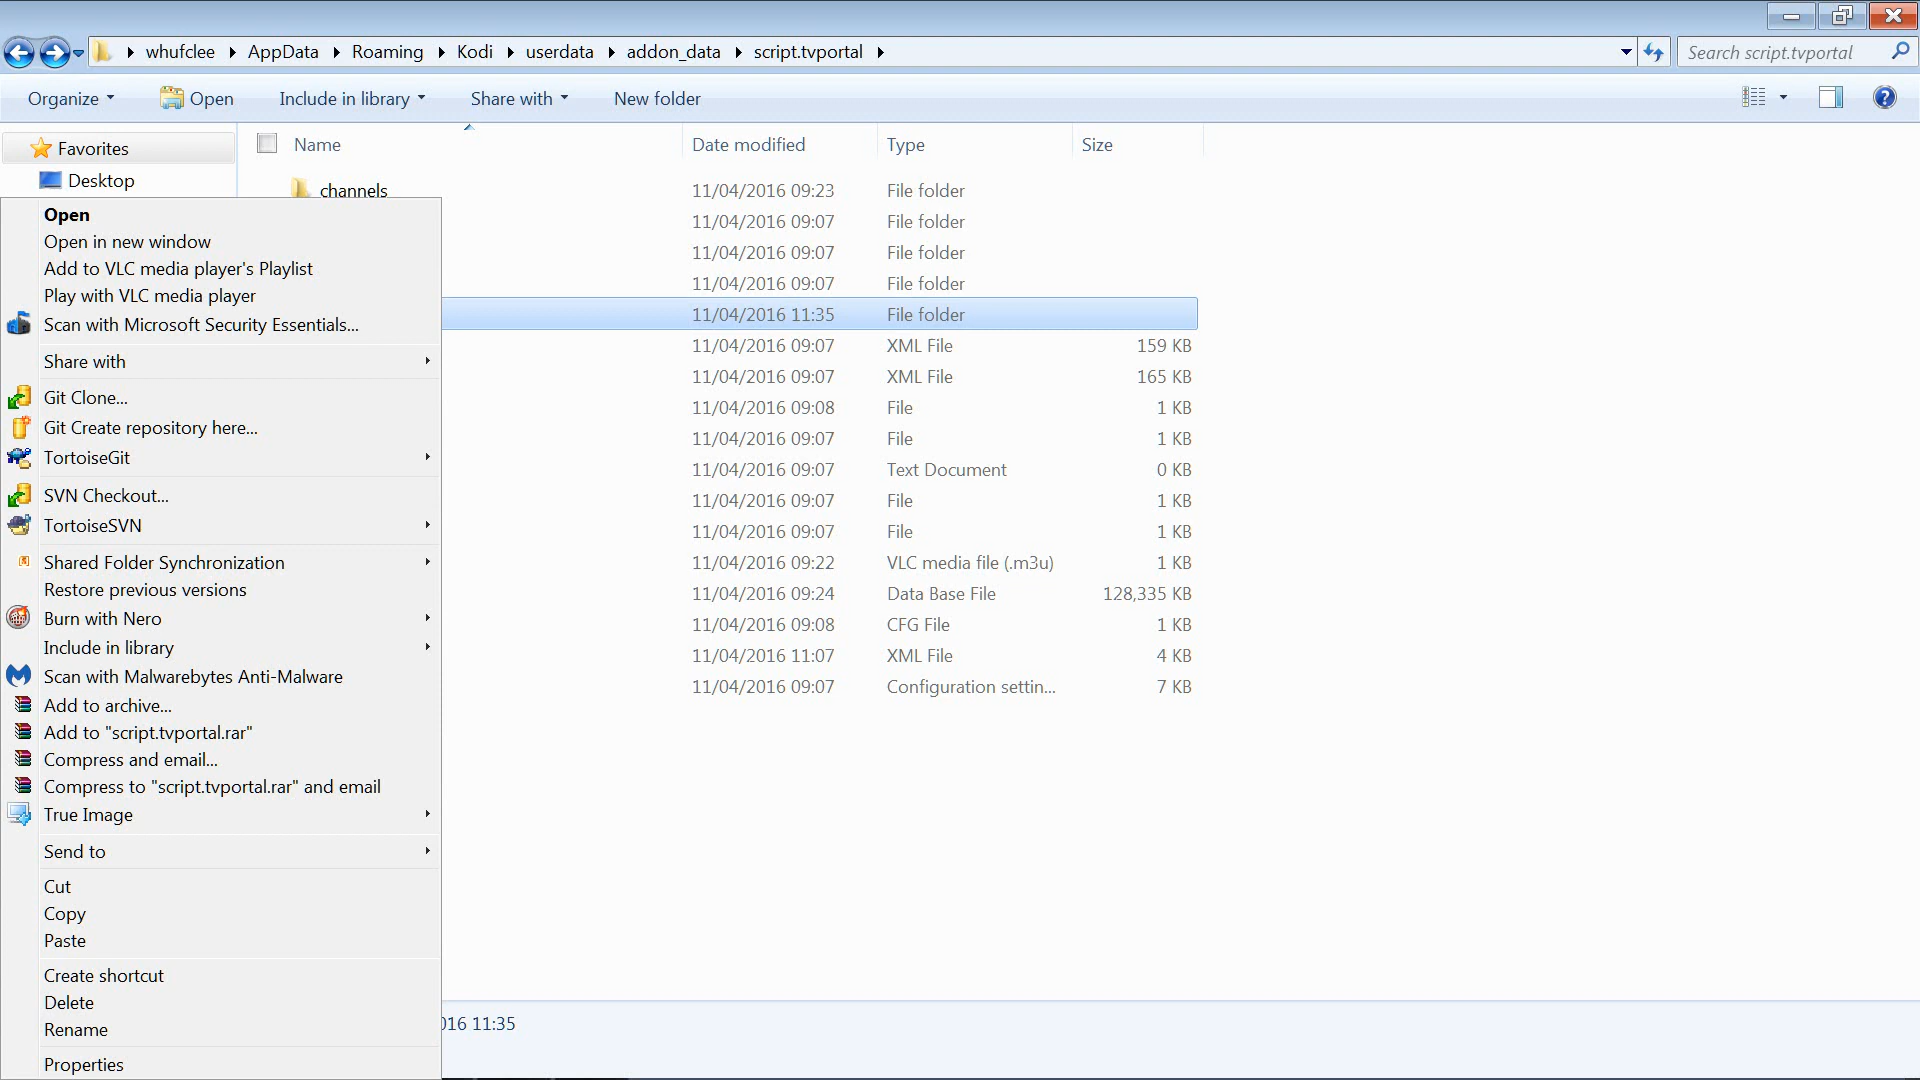 whufclee AppData Roaming Kodi userdata addon_data script.tvportal
Search script.tvportal
Organize Open Include in library Share with New folder
Favorites
Desktop
Name Date modified Type Size
channels 11/04/2016 09:23 File folder
11/04/2016 09:07 File folder
11/04/2016 09:07 File folder
11/04/2016 09:07 File folder
11/04/2016 11:35 File folder
11/04/2016 09:07 XML File 159 KB
11/04/2016 09:07 XML File 165 KB
11/04/2016 09:08 File 1 KB
11/04/2016 09:07 File 1 KB
11/04/2016 09:07 Text Document 0 KB
11/04/2016 09:07 File 1 KB
11/04/2016 09:07 File 1 KB
11/04/2016 09:22 VLC media file (.m3u) 1 KB
11/04/2016 09:24 Data Base File 128,335 KB
11/04/2016 09:08 CFG File 1 KB
11/04/2016 11:07 XML File 4 KB
11/04/2016 09:07 Configuration settin... 7 KB
Open
Open in new window
Add to VLC media player's Playlist
Play with VLC media player
Scan with Microsoft Security Essentials...
Share with
Git Clone...
Git Create repository here...
TortoiseGit
SVN Checkout...
TortoiseSVN
Shared Folder Synchronization
Restore previous versions
Burn with Nero
Include in library
Scan with Malwarebytes Anti-Malware
Add to archive...
Add to "script.tvportal.rar"
Compress and email...
Compress to "script.tvportal.rar" and email
True Image
Send to
Cut
Copy
Paste
Create shortcut
Delete
Rename
Properties
016 11:35